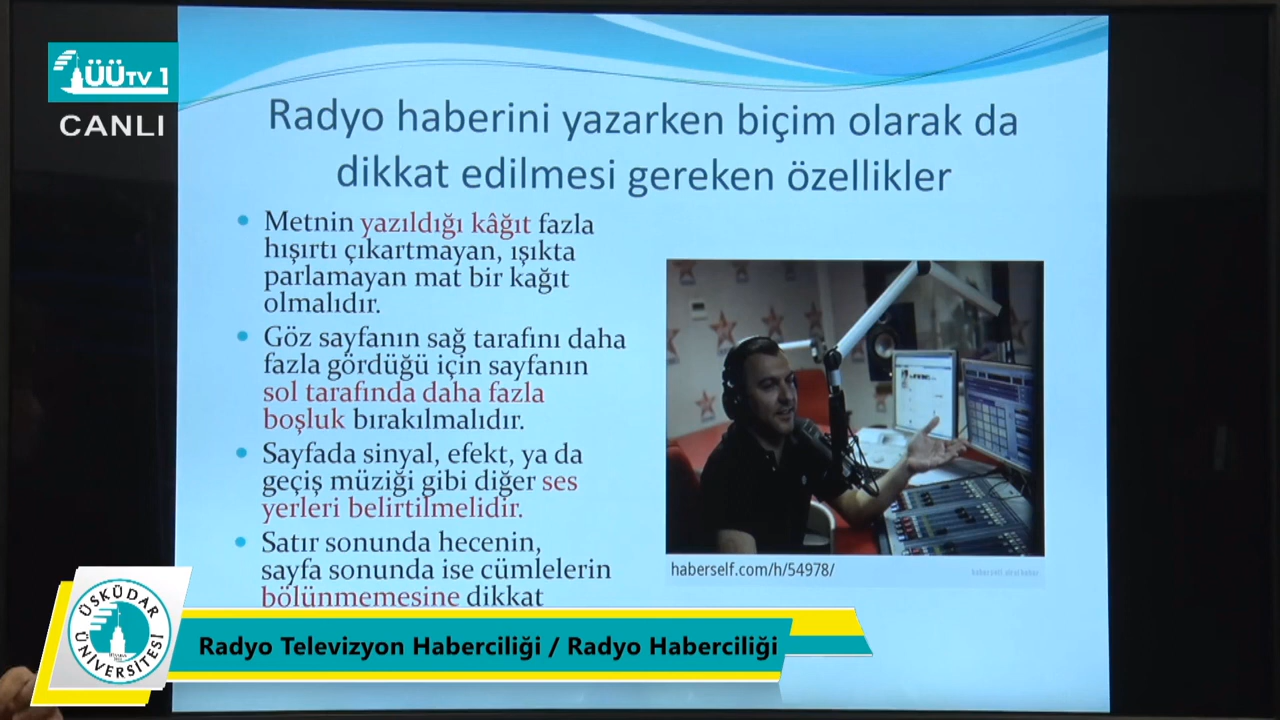 ÜÜTV 1
CANLI
Radyo haberini yazarken biçim olarak da
dikkat edilmesi gereken özellikler
• Metnin yazıldığı kâğıt fazla
hışırtı çıkartmayan, ışıkta
parlamayan mat bir kağıt
olmalıdır.
• Göz sayfanın sağ tarafını daha
fazla gördüğü için sayfanın
sol tarafında daha fazla
boşluk bırakılmalıdır.
• Sayfada sinyal, efekt, ya da
geçiş müziği gibi diğer ses
yerleri belirtilmelidir.
• Satır sonunda hecenin,
sayfa sonunda ise cümlelerin
bölünmemesine dikkat
haberself.com/h/54978/
ÜSKÜDAR
ÜNİVERSİTESİ
Radyo Televizyon Haberciliği / Radyo Haberciliği